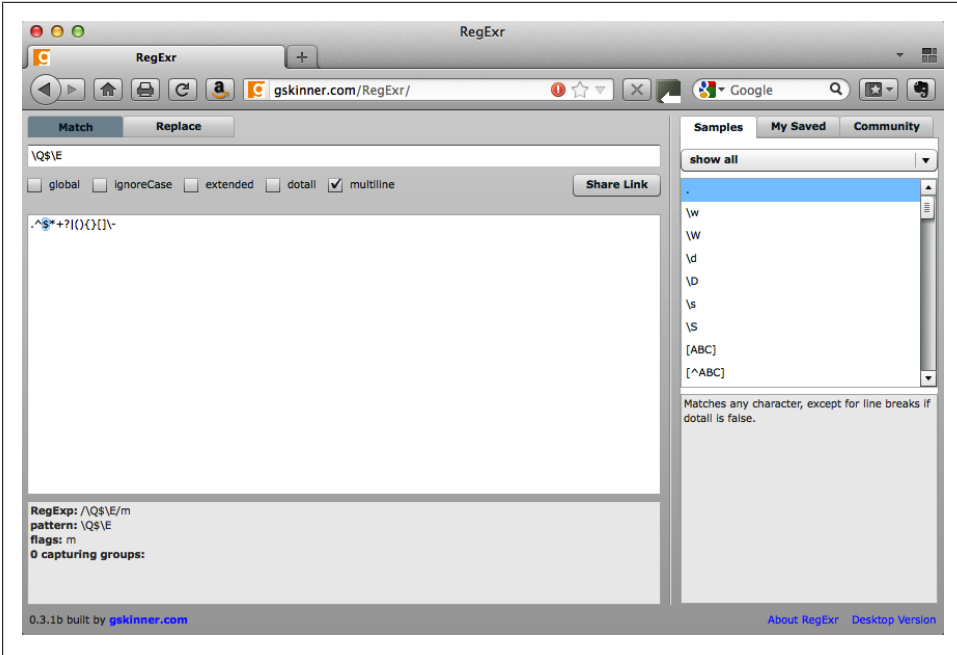 RegExr
RegExr
gskinner.com/RegExr/
Google
Match Replace
\Q$\E
global ignoreCase extended dotall multiline Share Link
.^$*+?|(){}[]\-
RegExp: /\Q$\E/m
pattern: \Q$\E
flags: m
0 capturing groups:
Samples My Saved Community
show all
.
\w
\W
\d
\D
\s
\S
[ABC]
[^ABC]
Matches any character, except for line breaks if
dotall is false.
0.3.1b built by gskinner.com
About RegExr Desktop Version